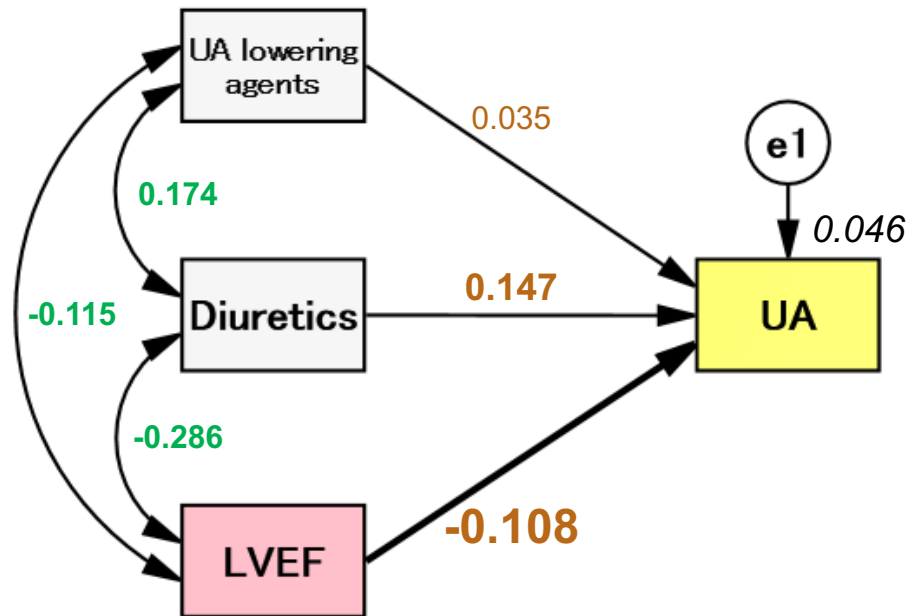 UA lowering
agents
0.035
e1
0.174
0.046
Diuretics
0.147
UA
-0.115
-0.286
LVEF
-0.108